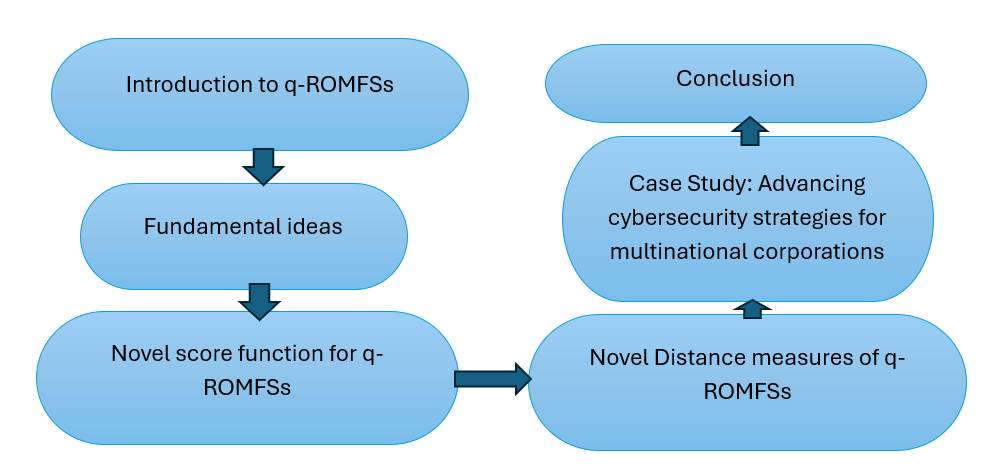 Introduction to q-ROMFSs
Fundamental ideas
Novel score function for q-
ROMFSs
Novel Distance measures of q-
ROMFSs
Case Study: Advancing
cybersecurity strategies for
multinational corporations
Conclusion